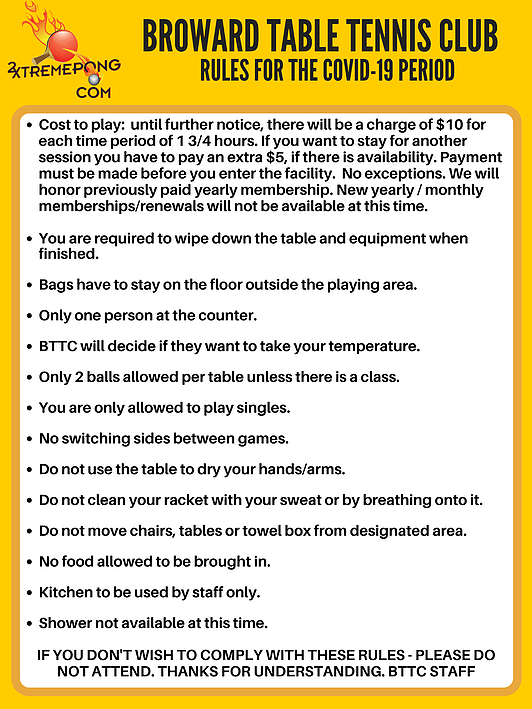 BROWARD TABLE TENNIS CLUB
RULES FOR THE COVID-19 PERIOD
XTREMEPONG
COM
• Cost to play: until further notice, there will be a charge of $10 for
each time period of 1 3/4 hours. If you want to stay for another
session you have to pay an extra $5, if there is availability. Payment
must be made before you enter the facility. No exceptions. We will
honor previously paid yearly membership. New yearly / monthly
memberships/renewals will not be available at this time.
• You are required to wipe down the table and equipment when
finished.
• Bags have to stay on the floor outside the playing area.
• Only one person at the counter.
• BTTC will decide if they want to take your temperature.
• Only 2 balls allowed per table unless there is a class.
• You are only allowed to play singles.
• No switching sides between games.
• Do not use the table to dry your hands/arms.
• Do not clean your racket with your sweat or by breathing onto it.
• Do not move chairs, tables or towel box from designated area.
• No food allowed to be brought in.
• Kitchen to be used by staff only.
• Shower not available at this time.
IF YOU DON'T WISH TO COMPLY WITH THESE RULES - PLEASE DO
NOT ATTEND. THANKS FOR UNDERSTANDING. BTTC STAFF